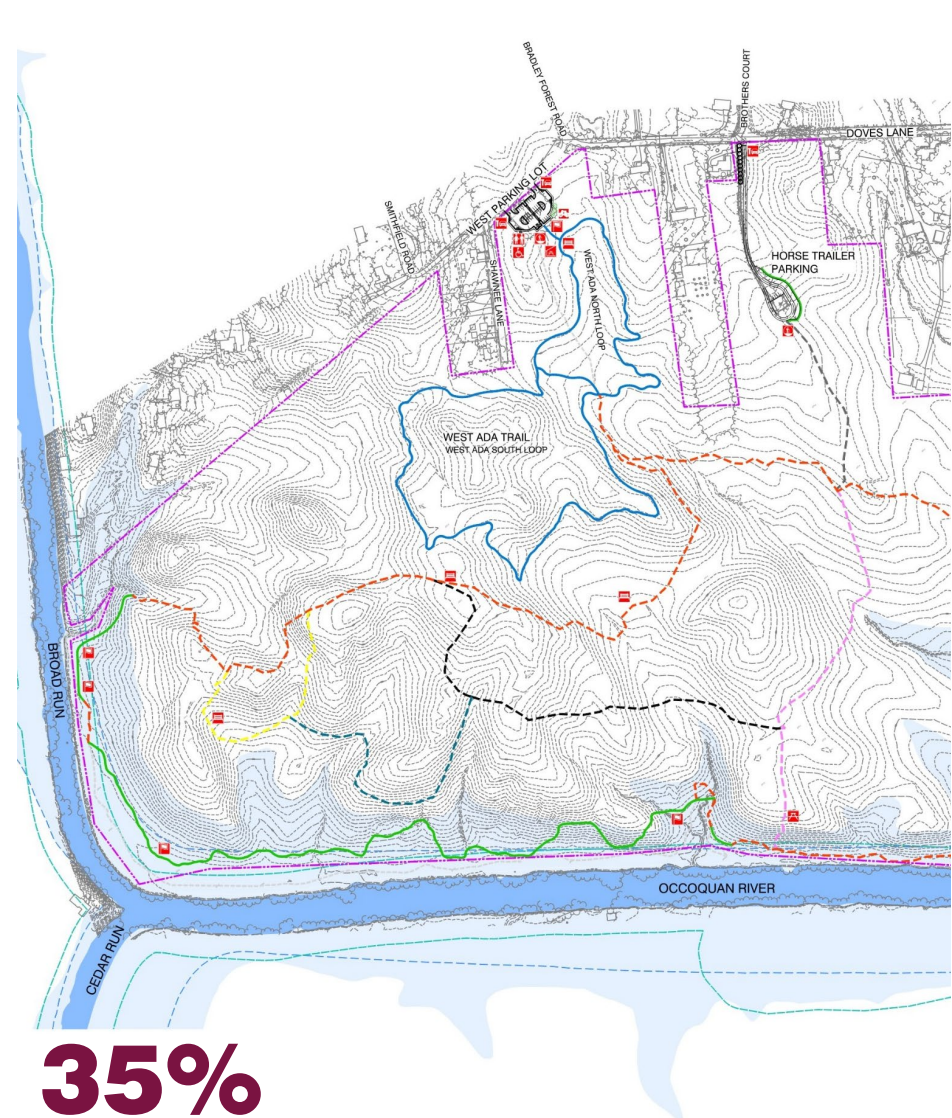 BRADLEY FOREST ROAD
BROTHERS COURT
DOVES LANE
WEST PARKING LOT
SMITHFIELD ROAD
SHAWNEE LANE
WEST ADA NORTH LOOP
HORSE TRAILER
PARKING
WEST ADA TRAIL
WEST ADA SOUTH LOOP
BROAD RUN
OCCOQUAN RIVER
CEDAR RUN
35%